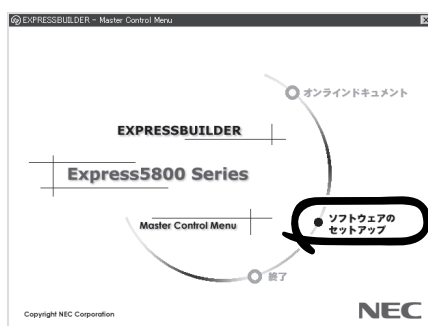 EXPRESSBUILDER - Master Control Menu
オンラインドキュメント
EXPRESSBUILDER
Express5800 Series
ソフトウェアの
セットアップ
Master Control Menu
終了
Copyright NEC Corporation
NEC